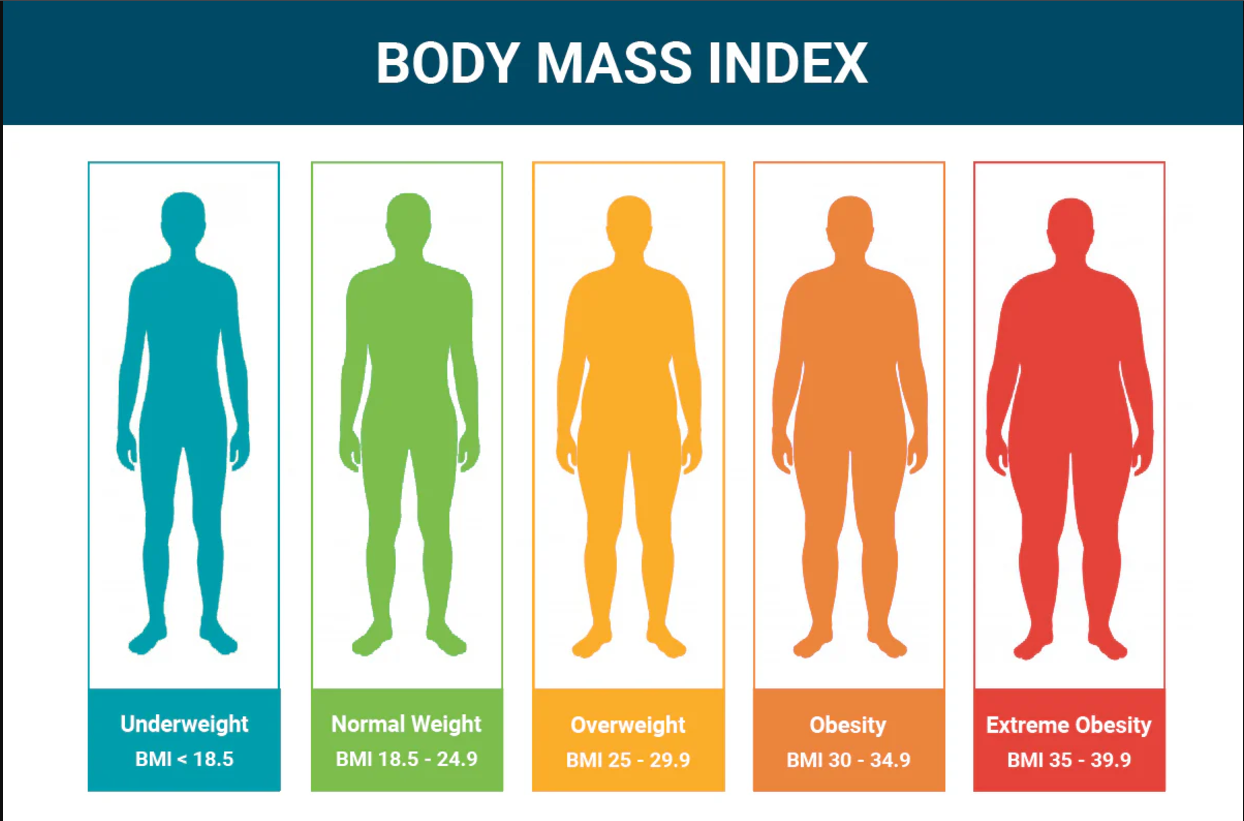 BODY MASS INDEX
Underweight
BMI < 18.5
Normal Weight
BMI 18.5 - 24.9
Overweight
BMI 25 - 29.9
Obesity
BMI 30 - 34.9
Extreme Obesity
BMI 35 - 39.9